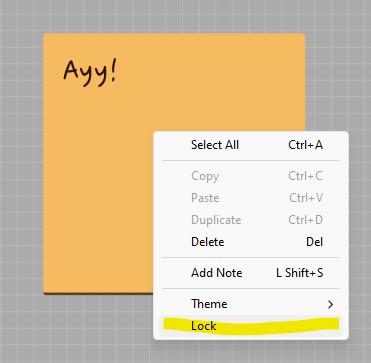 Ayy!
Select All Ctrl+A
Copy Ctrl+C
Paste Ctrl+V
Duplicate Ctrl+D
Delete Del
Add Note L Shift+S
Theme
Lock